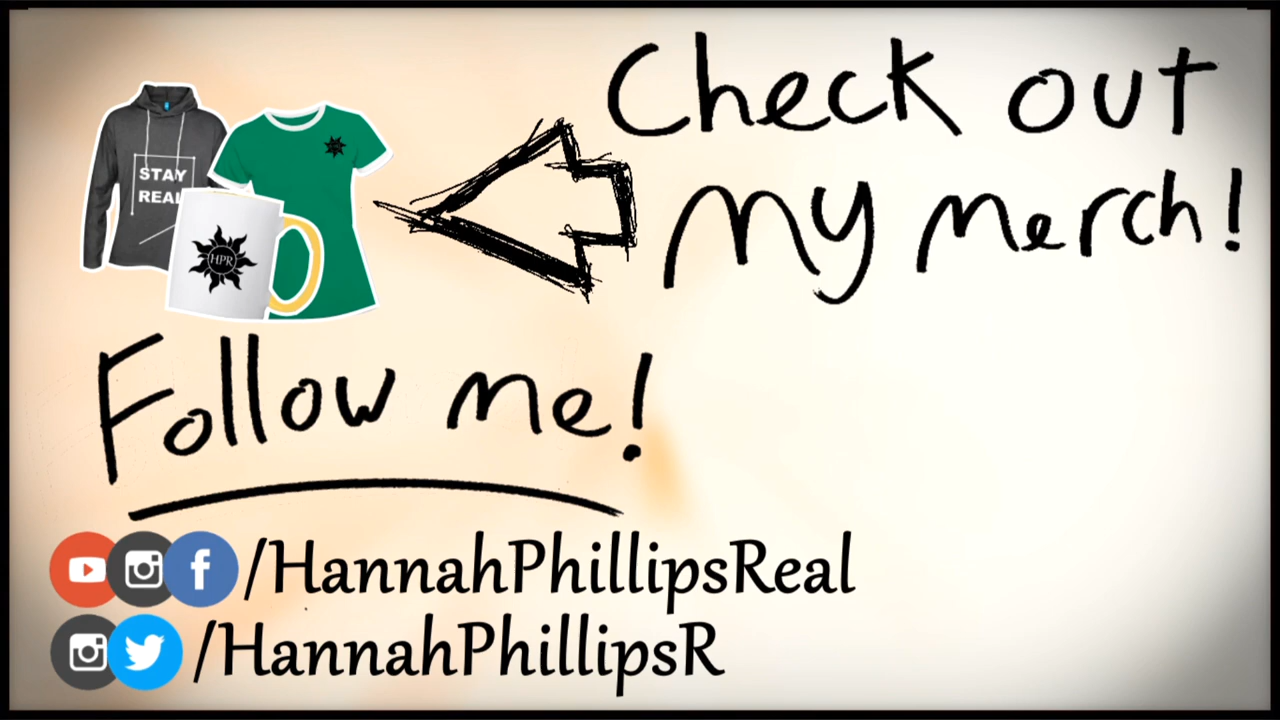 Check out
My Merch!
STAY
REAL
HPR
Follow me!
/HannahPhillipsReal
/HannahPhillipsR